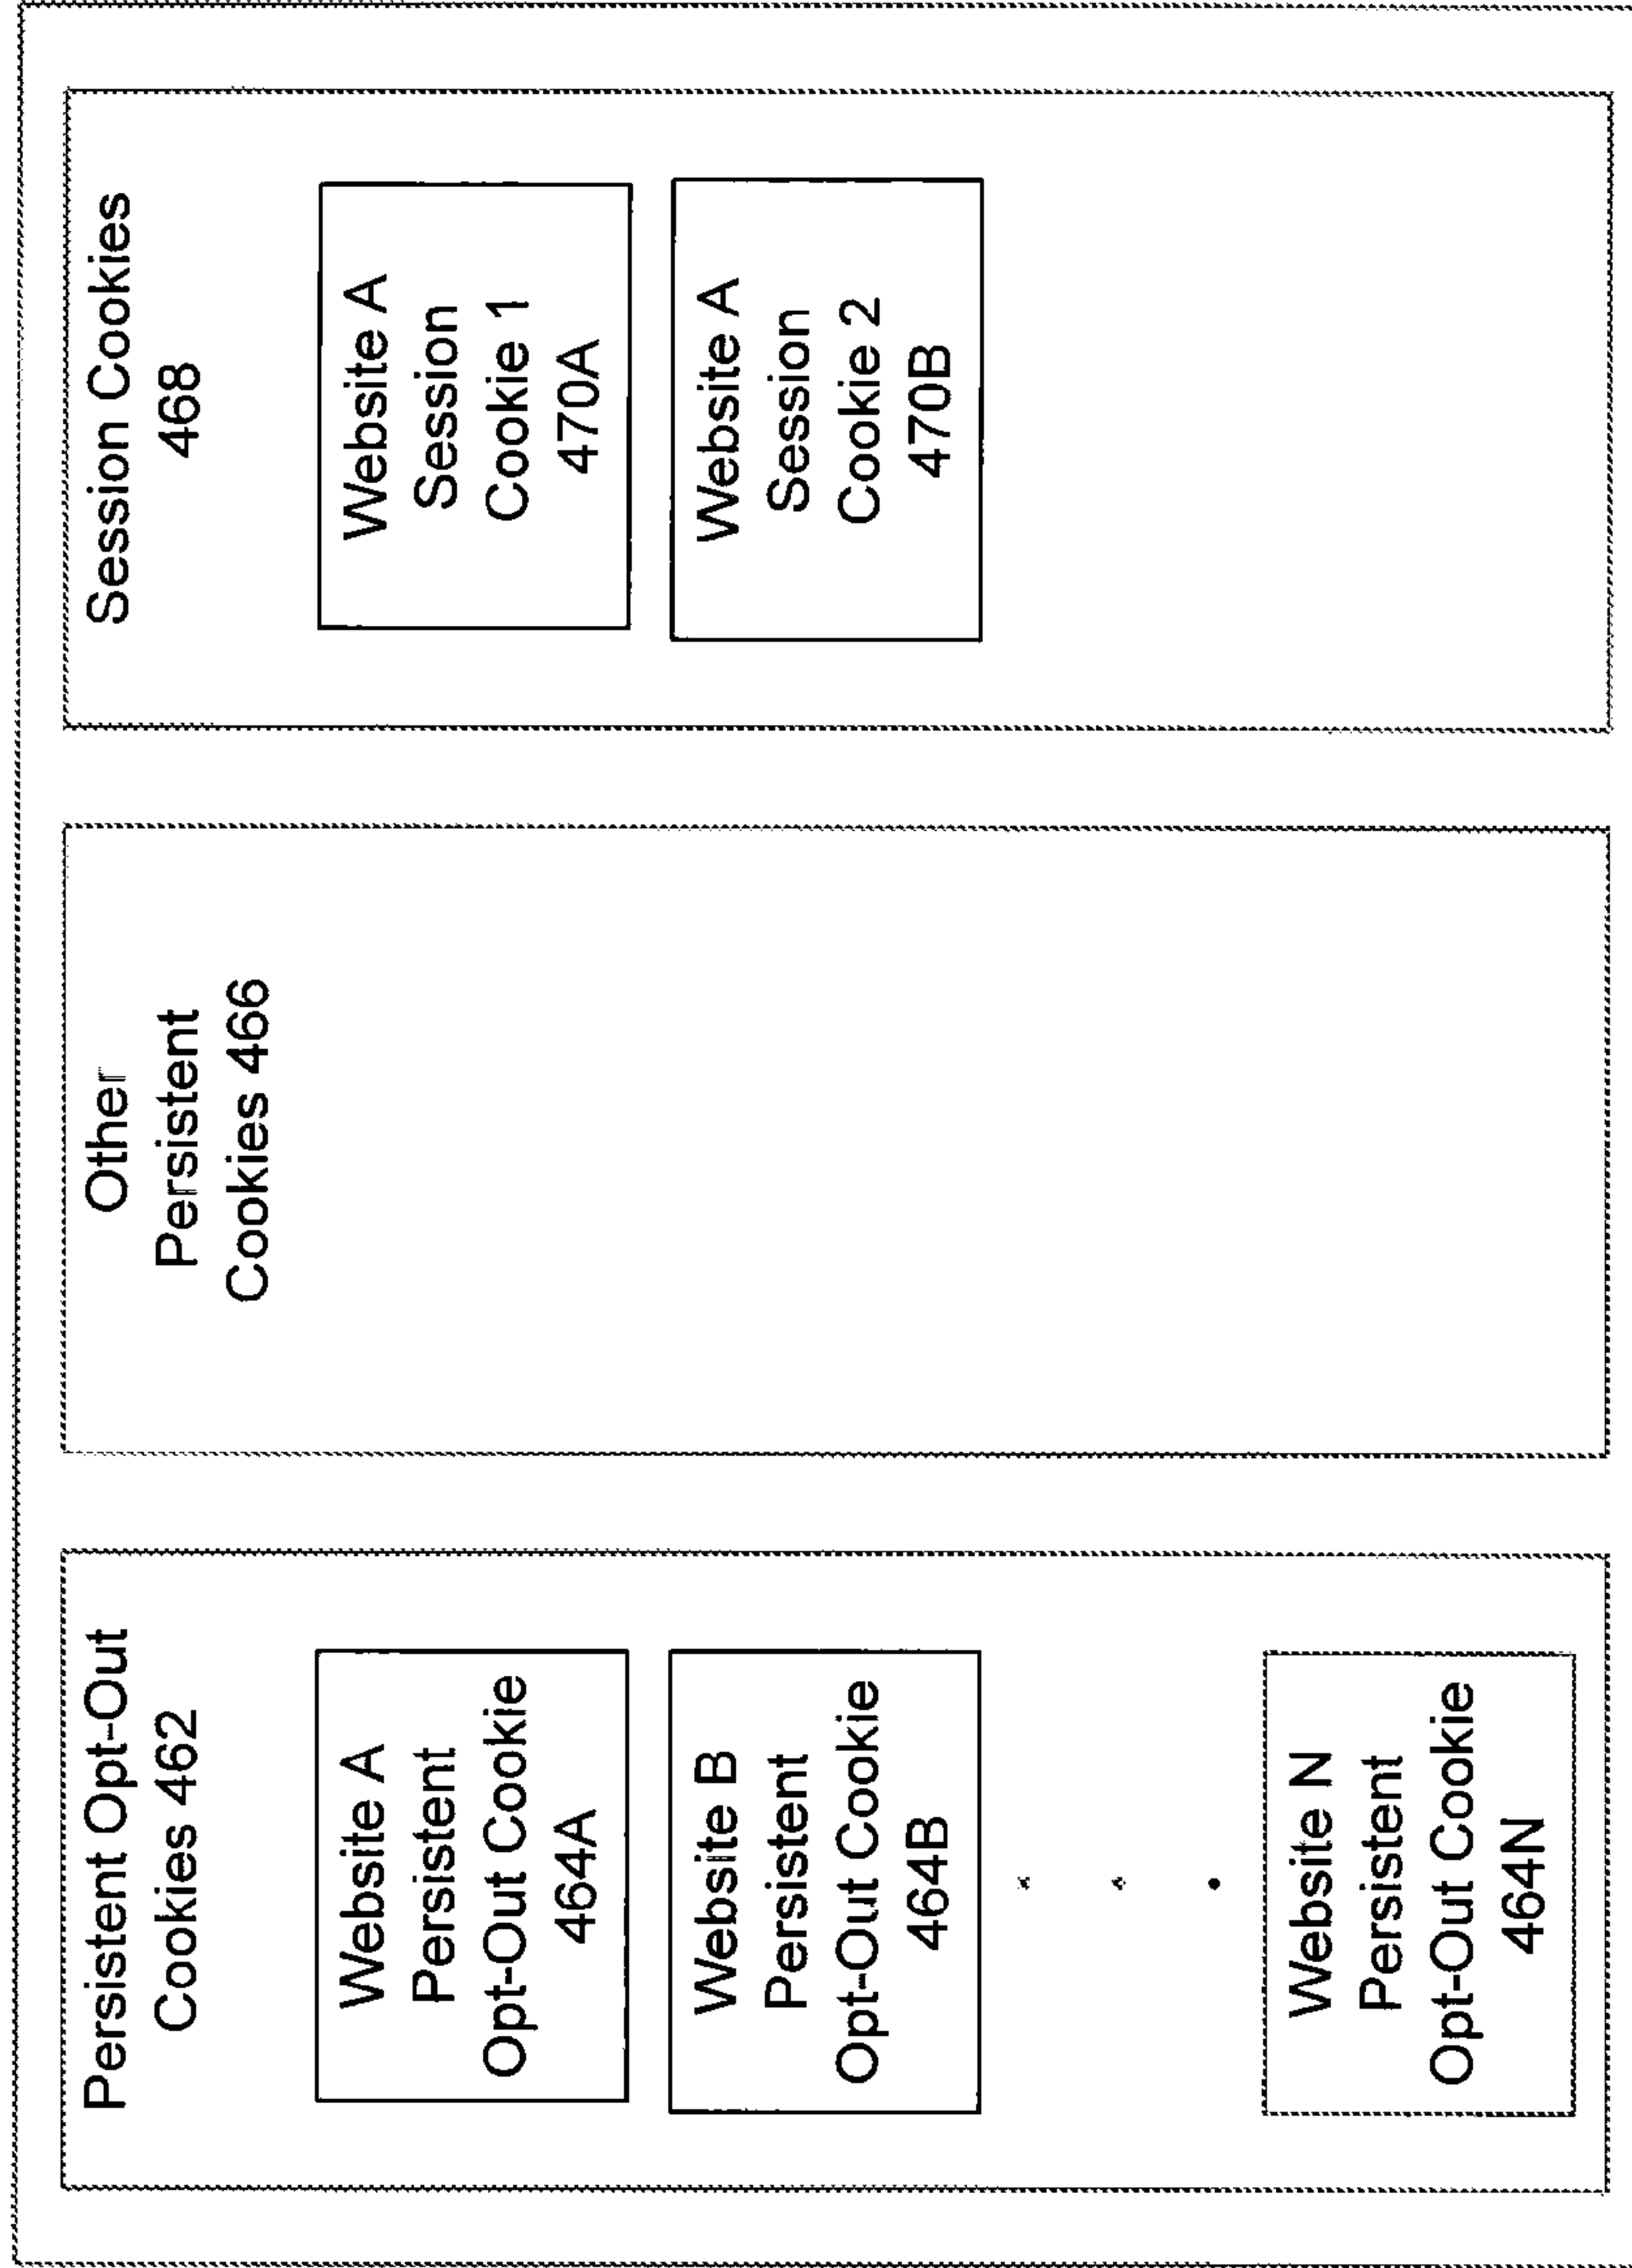 Persistent Opt-Out
Cookies 462
Website A
Persistent
Opt-Out Cookie
464A
Website B
Persistent
Opt-Out Cookie
464B
Website N
Persistent
Opt-Out Cookie
464N
Other
Persistent
Cookies 466
Session Cookies
468
Website A
Session
Cookie 1
470A
Website A
Session
Cookie 2
470B